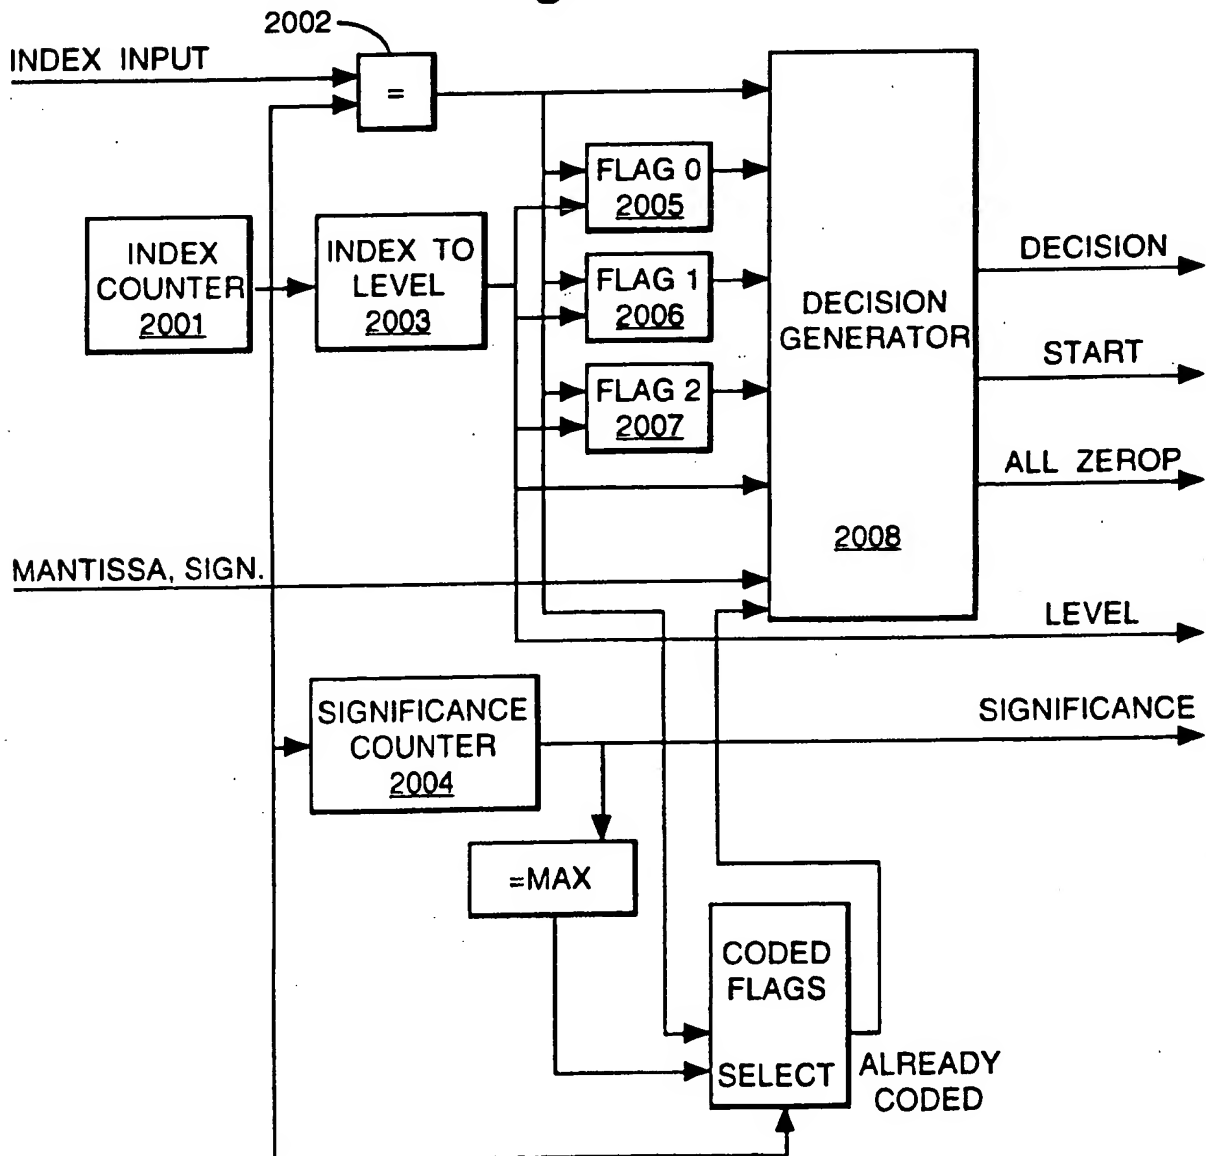 2002
INDEX INPUT
=
FLAG 0
2005
INDEX
COUNTER
2001
INDEX TO
LEVEL
2003
FLAG 1
2006
FLAG 2
2007
DECISION
GENERATOR
2008
DECISION
START
ALL ZEROP
MANTISSA, SIGN.
LEVEL
SIGNIFICANCE
COUNTER
2004
SIGNIFICANCE
=MAX
CODED
FLAGS
SELECT
ALREADY
CODED